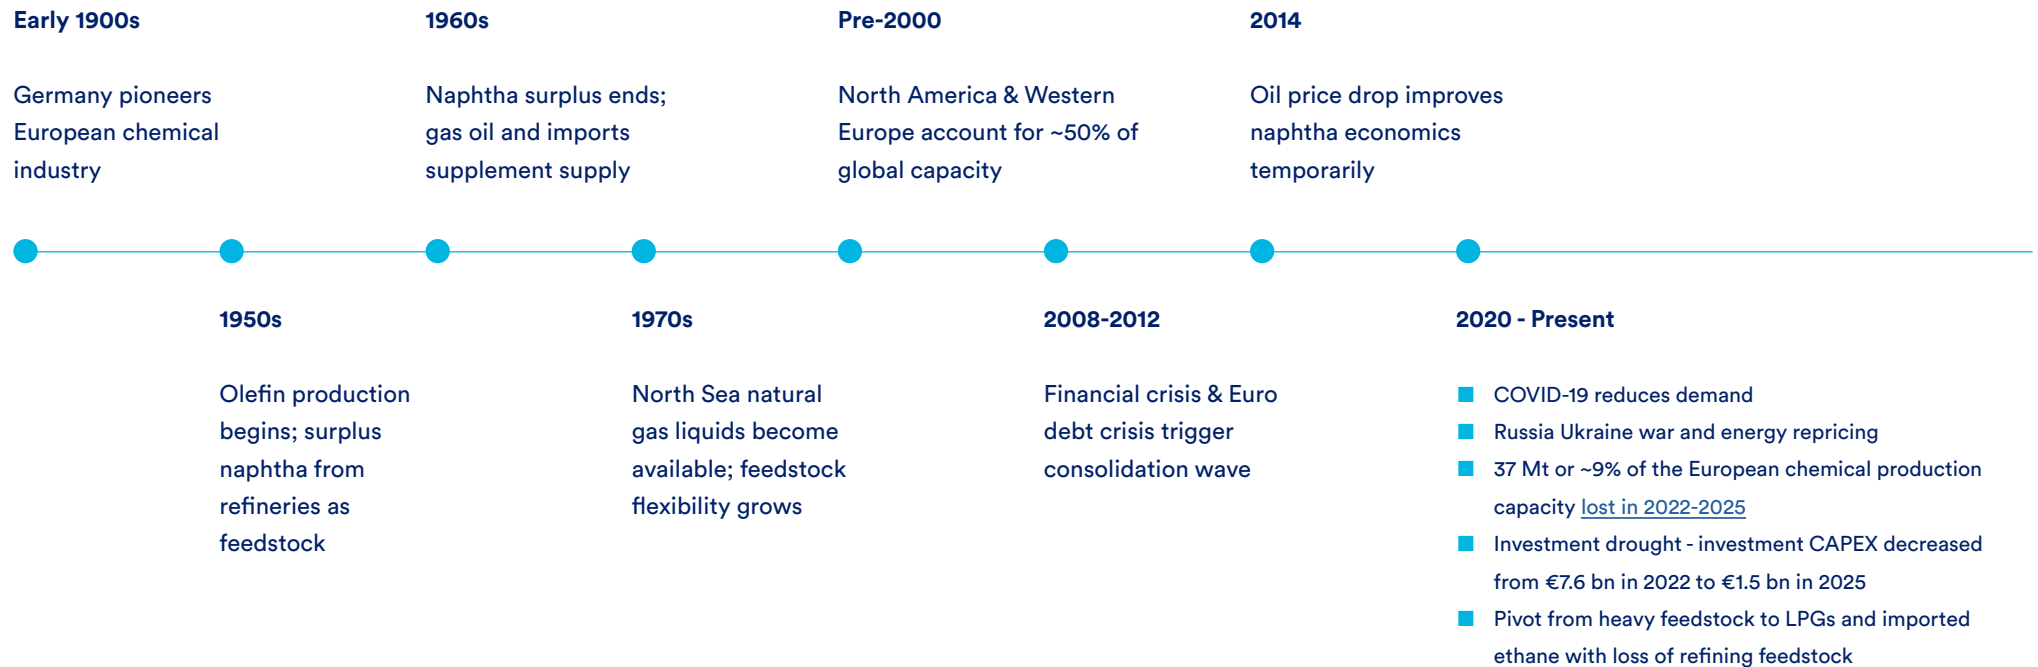 Early 1900s
Germany pioneers
European chemical
industry
1960s
Naphtha surplus ends;
gas oil and imports
supplement supply
Pre-2000
North America & Western
Europe account for ~50% of
global capacity
2014
Oil price drop improves
naphtha economics
temporarily
1950s
Olefin production
begins; surplus
naphtha from
refineries as
feedstock
1970s
North Sea natural
gas liquids become
available; feedstock
flexibility grows
2008-2012
Financial crisis & Euro
debt crisis trigger
consolidation wave
2020 - Present
COVID-19 reduces demand
Russia Ukraine war and energy repricing
37 Mt or ~9% of the European chemical production
capacity lost in 2022-2025
Investment drought - investment CAPEX decreased
from €7.6 bn in 2022 to €1.5 bn in 2025
Pivot from heavy feedstock to LPGs and imported
ethane with loss of refining feedstock